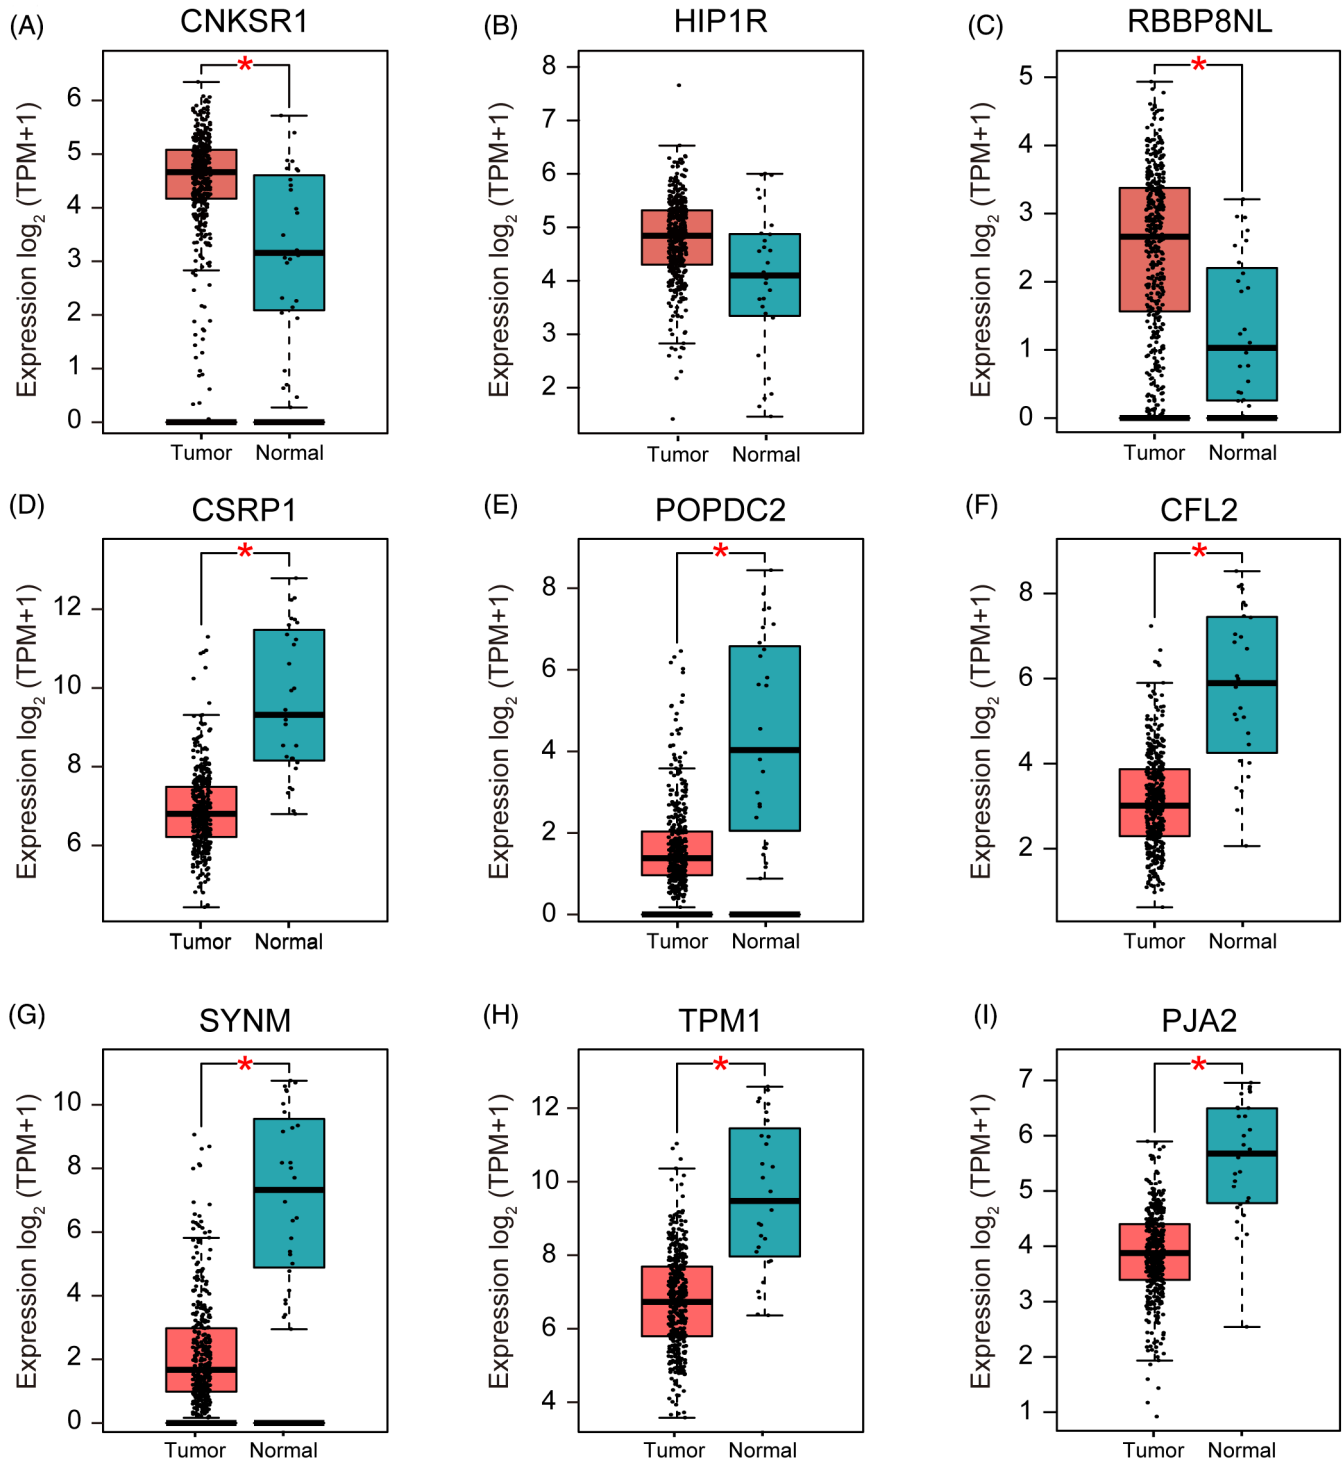 (A) CNKSR1
Expression log2 (TPM+1)
6
5
4
3
2
1
0
*
Tumor Normal
(B) HIP1R
Expression log2 (TPM+1)
8
7
6
5
4
3
2
Tumor Normal
(C) RBBP8NL
Expression log2 (TPM+1)
5
4
3
2
1
0
*
Tumor Normal
(D) CSRP1
Expression log2 (TPM+1)
12
10
8
6
*
Tumor Normal
(E) POPDC2
Expression log2 (TPM+1)
8
6
4
2
0
*
Tumor Normal
(F) CFL2
Expression log2 (TPM+1)
8
6
4
2
*
Tumor Normal
(G) SYNM
Expression log2 (TPM+1)
10
8
6
4
2
0
*
Tumor Normal
(H) TPM1
Expression log2 (TPM+1)
12
10
8
6
4
*
Tumor Normal
(I) PJA2
Expression log2 (TPM+1)
7
6
5
4
3
2
1
*
Tumor Normal